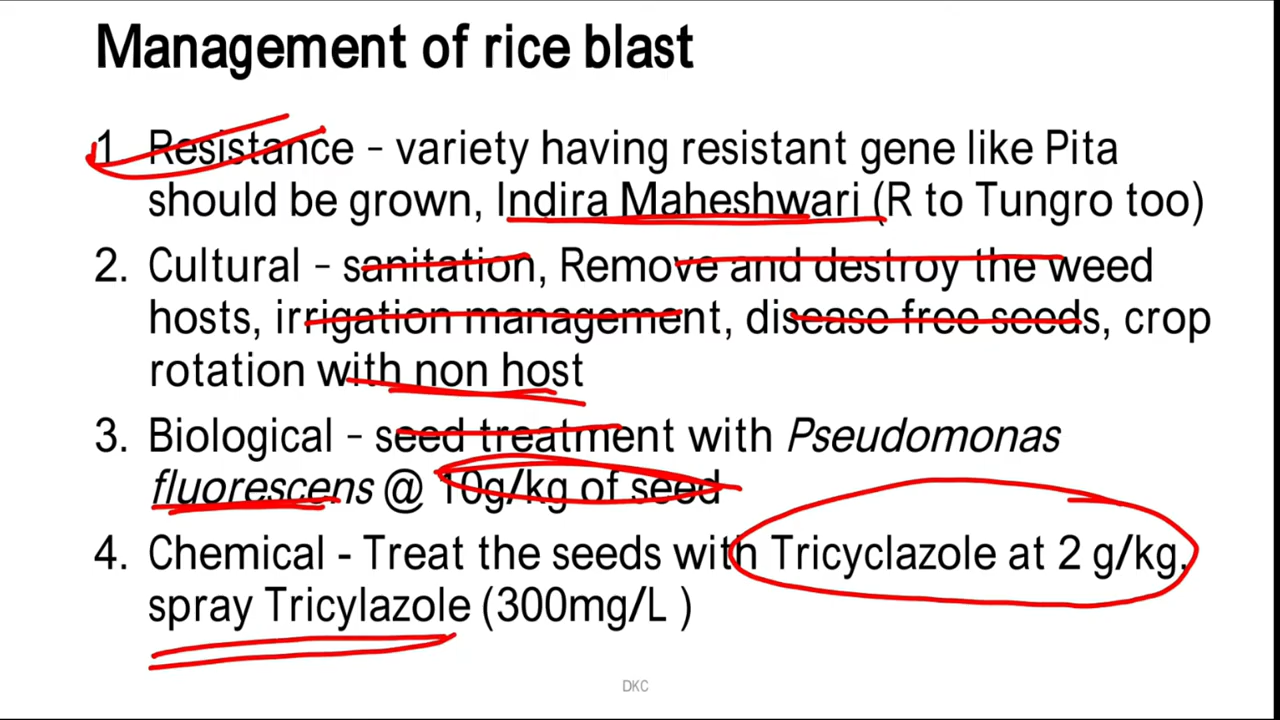 Management of rice blast
1 Resistance - variety having resistant gene like Pita
should be grown, Indira Maheshwari (R to Tungro too)
2. Cultural - sanitation, Remove and destroy the weed
hosts, irrigation management, disease free seeds, crop
rotation with non host
3. Biological - seed treatment with Pseudomonas
fluorescens @ 10g/kg of seed
4. Chemical - Treat the seeds with Tricyclazole at 2 g/kg.
spray Tricylazole (300mg/L )
DKC